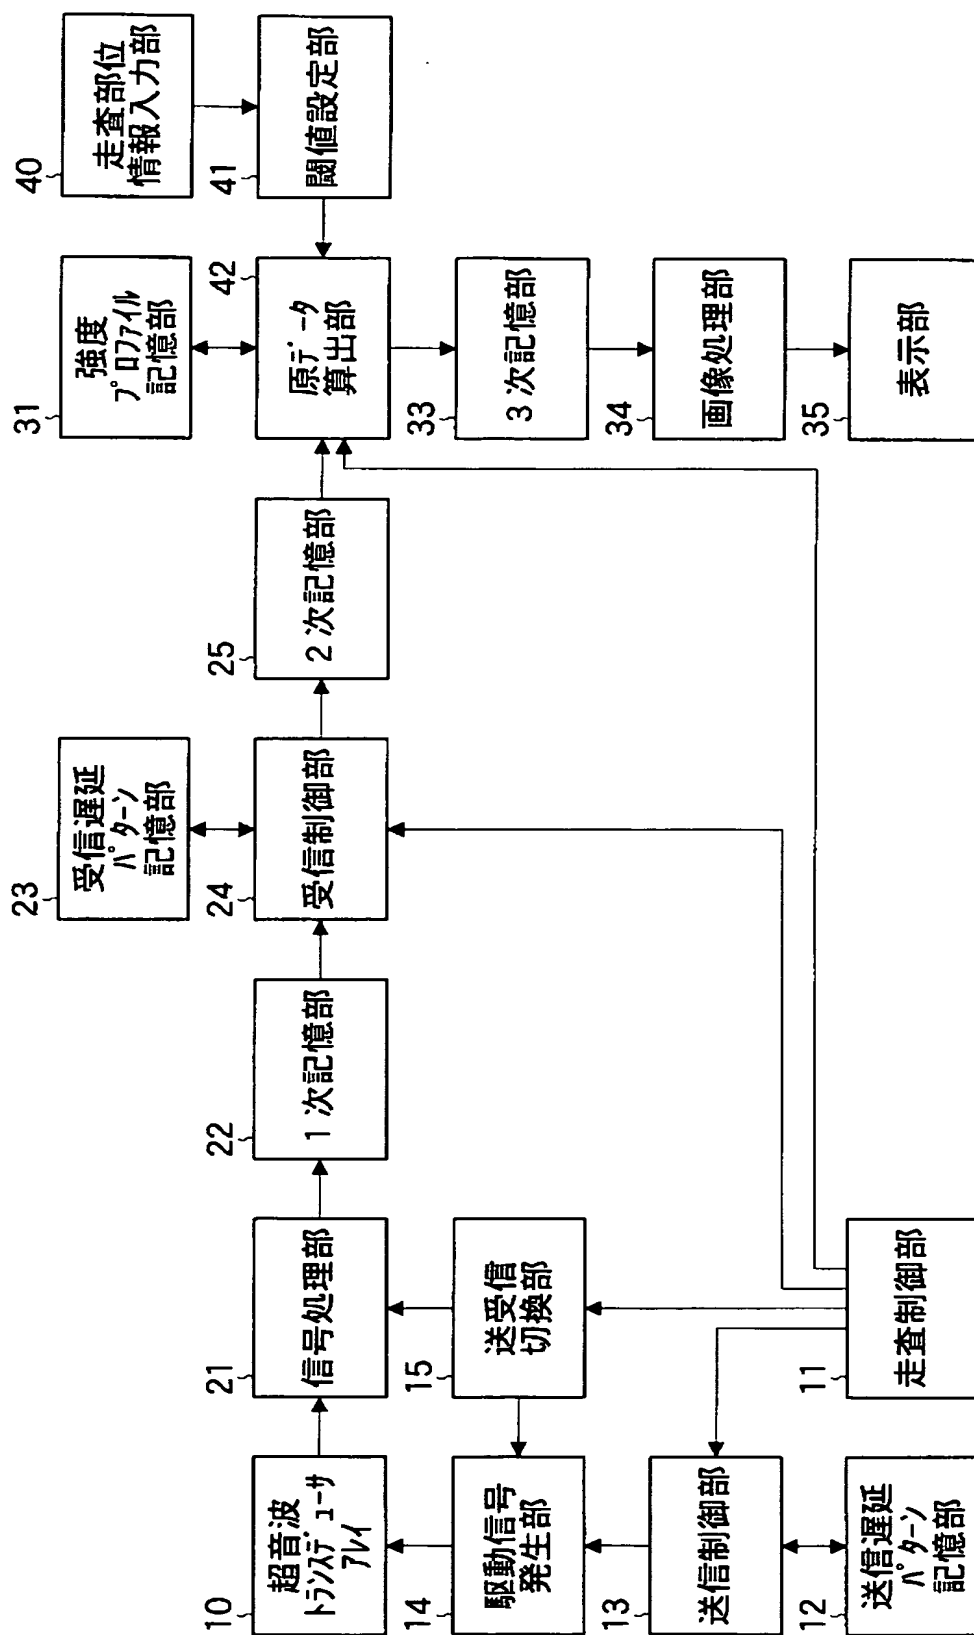 10
超音波
トランスデューサ
アレイ
14
駆動信号
発生部
13
送信制御部
12
送信遅延
パターン
記憶部
21
信号処理部
15
送受信
切換部
11
走査制御部
22
1次記憶部
23
受信遅延
パターン
記憶部
24
受信制御部
25
2次記憶部
31
強度
プロファイル
記憶部
42
原データ
算出部
33
3次記憶部
34
画像処理部
35
表示部
40
走査部位
情報入力部
41
閾値設定部